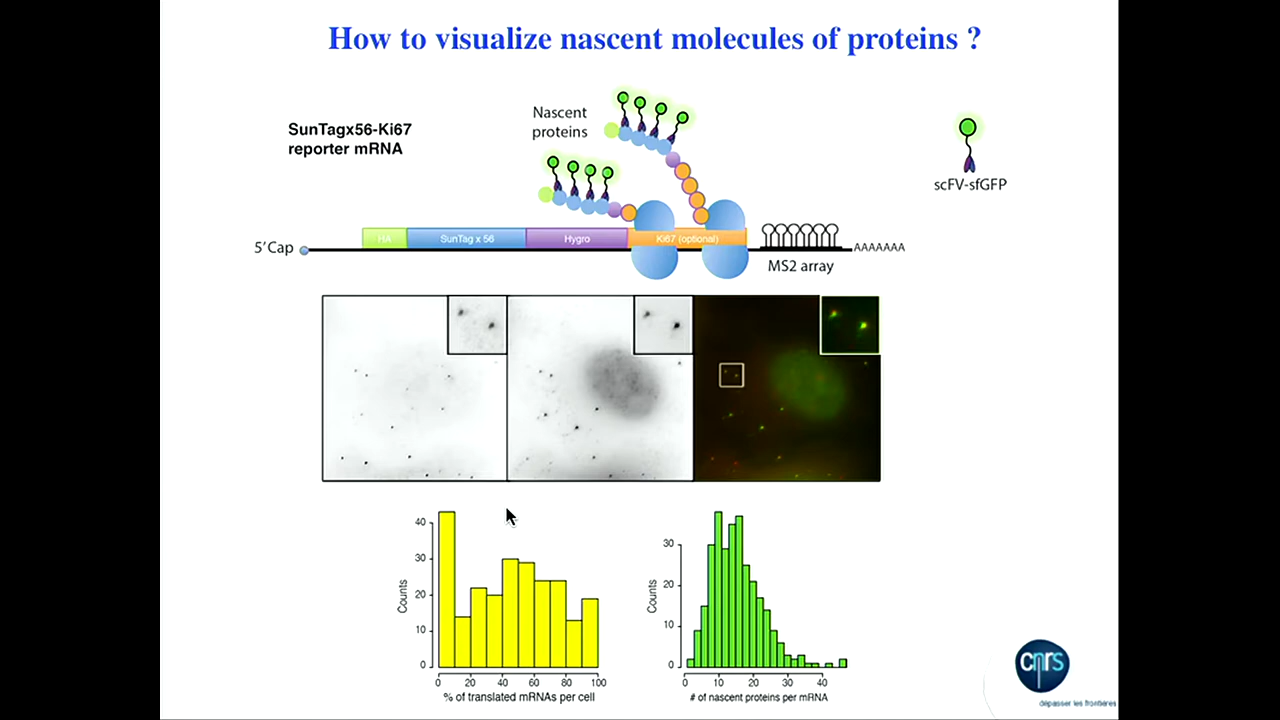 How to visualize nascent molecules of proteins ?
SunTagx56-Ki67
reporter mRNA
Nascent
proteins
scFV-sfGFP
5'Cap
HA
SunTag x 56
Hygro
Ki67 (optional)
AAAAAAA
MS2 array
Counts
40
30
20
10
0
0 20 40 60 80 100
% of translated mRNAs per cell
Counts
30
20
10
0
0 10 20 30 40
# of nascent proteins per mRNA
cnrs
dépasser les frontières